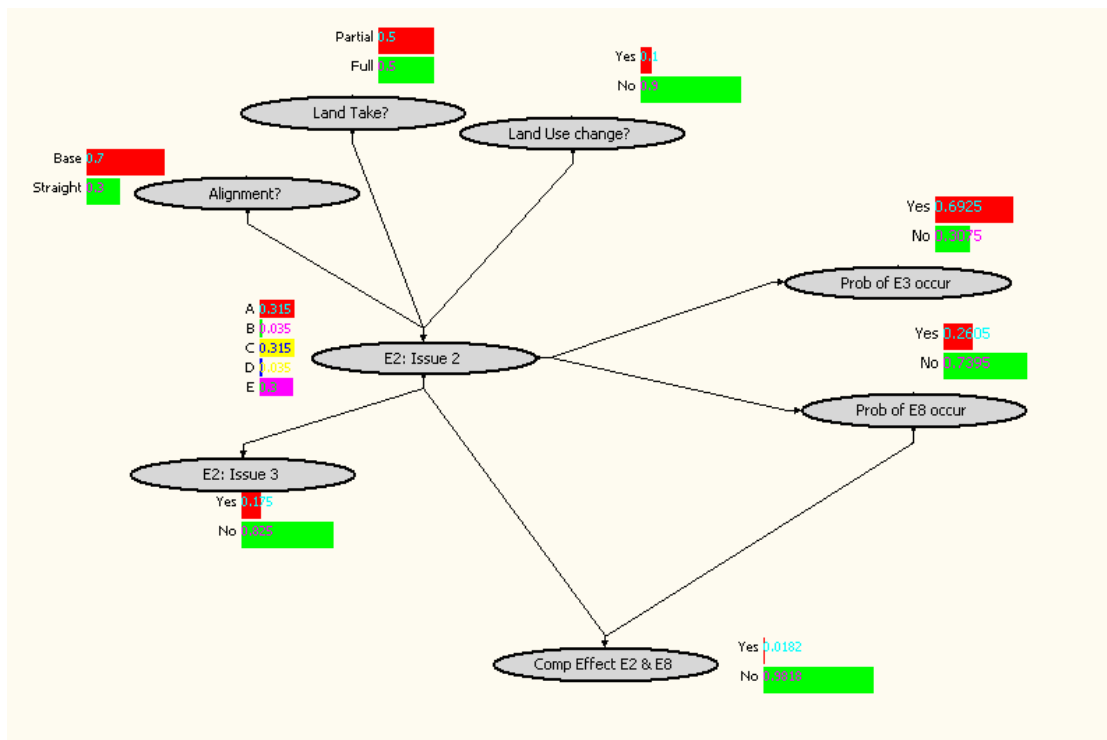 Partial 0.5
Full 0.5
Land Take?
Yes 0.1
No 0.9
Land Use change?
Base 0.7
Straight 0.3
Alignment?
Yes 0.6925
No 0.3075
Prob of E3 occur
A 0.315
B 0.035
C 0.315
D 0.035
E 0.3
E2: Issue 2
Yes 0.2605
No 0.7395
Prob of E8 occur
E2: Issue 3
Yes 0.175
No 0.825
Comp Effect E2 & E8
Yes 0.0182
No 0.9818